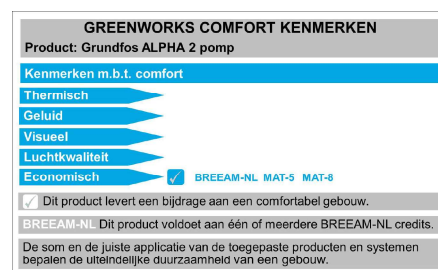 GREENWORKS COMFORT KENMERKEN
Product: Grundfos ALPHA 2 pomp
Kenmerken m.b.t. comfort
Thermisch
Geluid
Visueel
Luchtkwaliteit
Economisch BREEAM-NL MAT-5 MAT-8
Dit product levert een bijdrage aan een comfortabel gebouw.
BREEAM-NL Dit product voldoet aan één of meerdere BREEAM-NL credits.
De som en de juiste applicatie van de toegepaste producten en systemen
bepalen de uiteindelijke duurzaamheid van een gebouw.